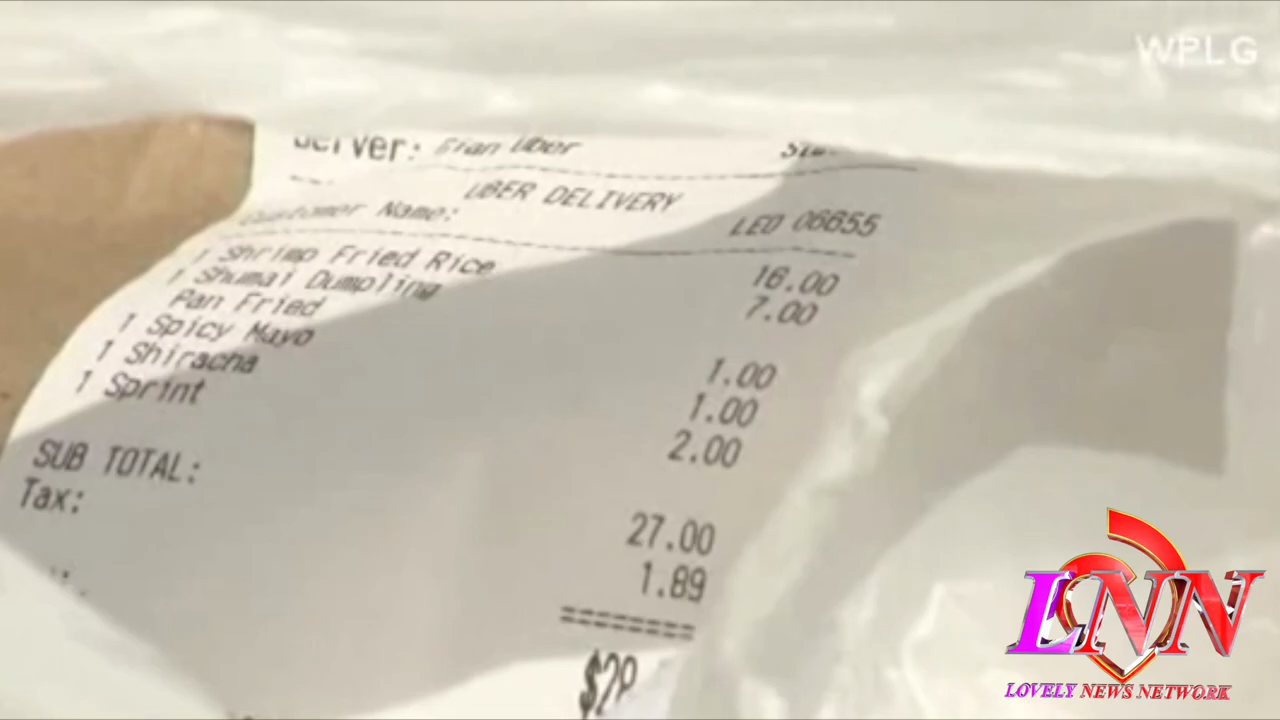 WPLG
Server: Brian Uber
UBER DELIVERY
Customer Name: LEO 06655
1 Shrimp Fried Rice 16.00
1 Shumai Dumpling 7.00
Pan Fried
1 Spicy Mayo 1.00
1 Shiracha 1.00
1 Sprint 2.00
SUB TOTAL: 27.00
Tax: 1.89
LNN
LOVELY NEWS NETWORK